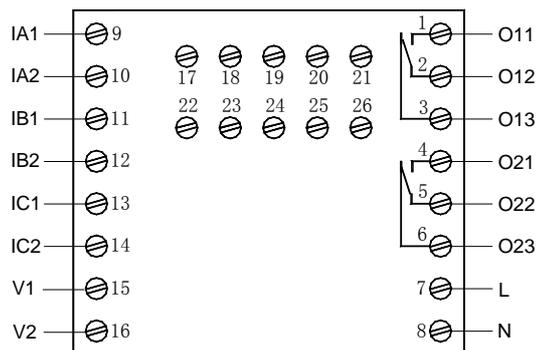 IA1 9 1 O11
17 18 19 20 21
IA2 10 2 O12
22 23 24 25 26
IB1 11 3 O13
IB2 12 4 O21
IC1 13 5 O22
IC2 14 6 O23
V1 15 7 L
V2 16 8 N